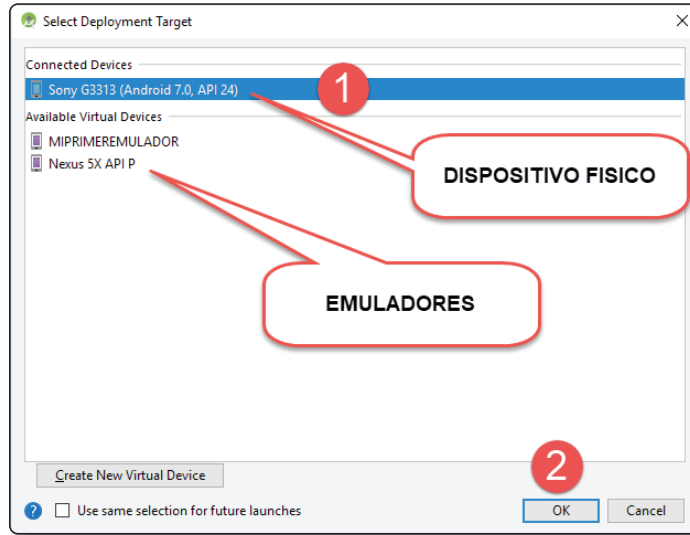 Select Deployment Target
Connected Devices
Sony G3313 (Android 7.0, API 24)
1
Available Virtual Devices
MIPRIMEREMULADOR
Nexus 5X API P
DISPOSITIVO FISICO
EMULADORES
Create New Virtual Device
2
? Use same selection for future launches
OK
Cancel